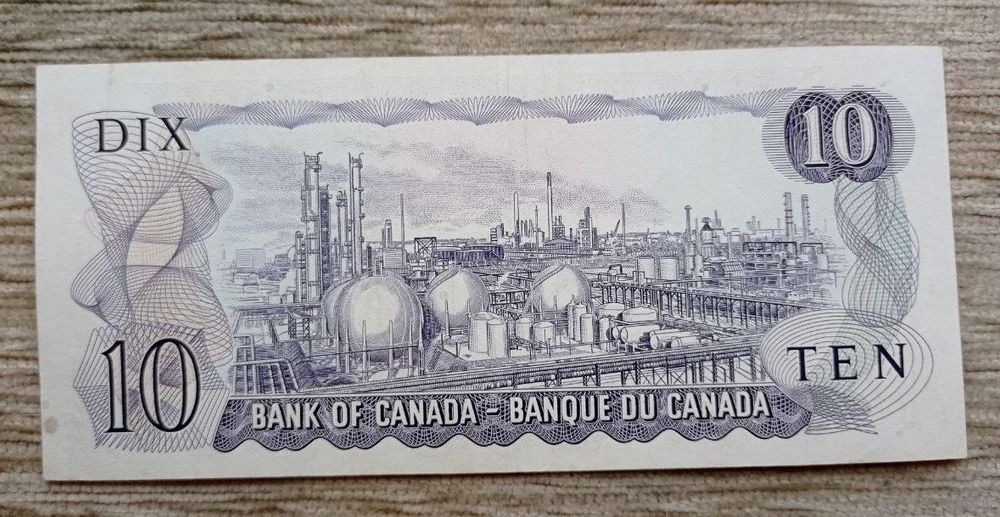 DIX
10
10
TEN
BANK OF CANADA - BANQUE DU CANADA